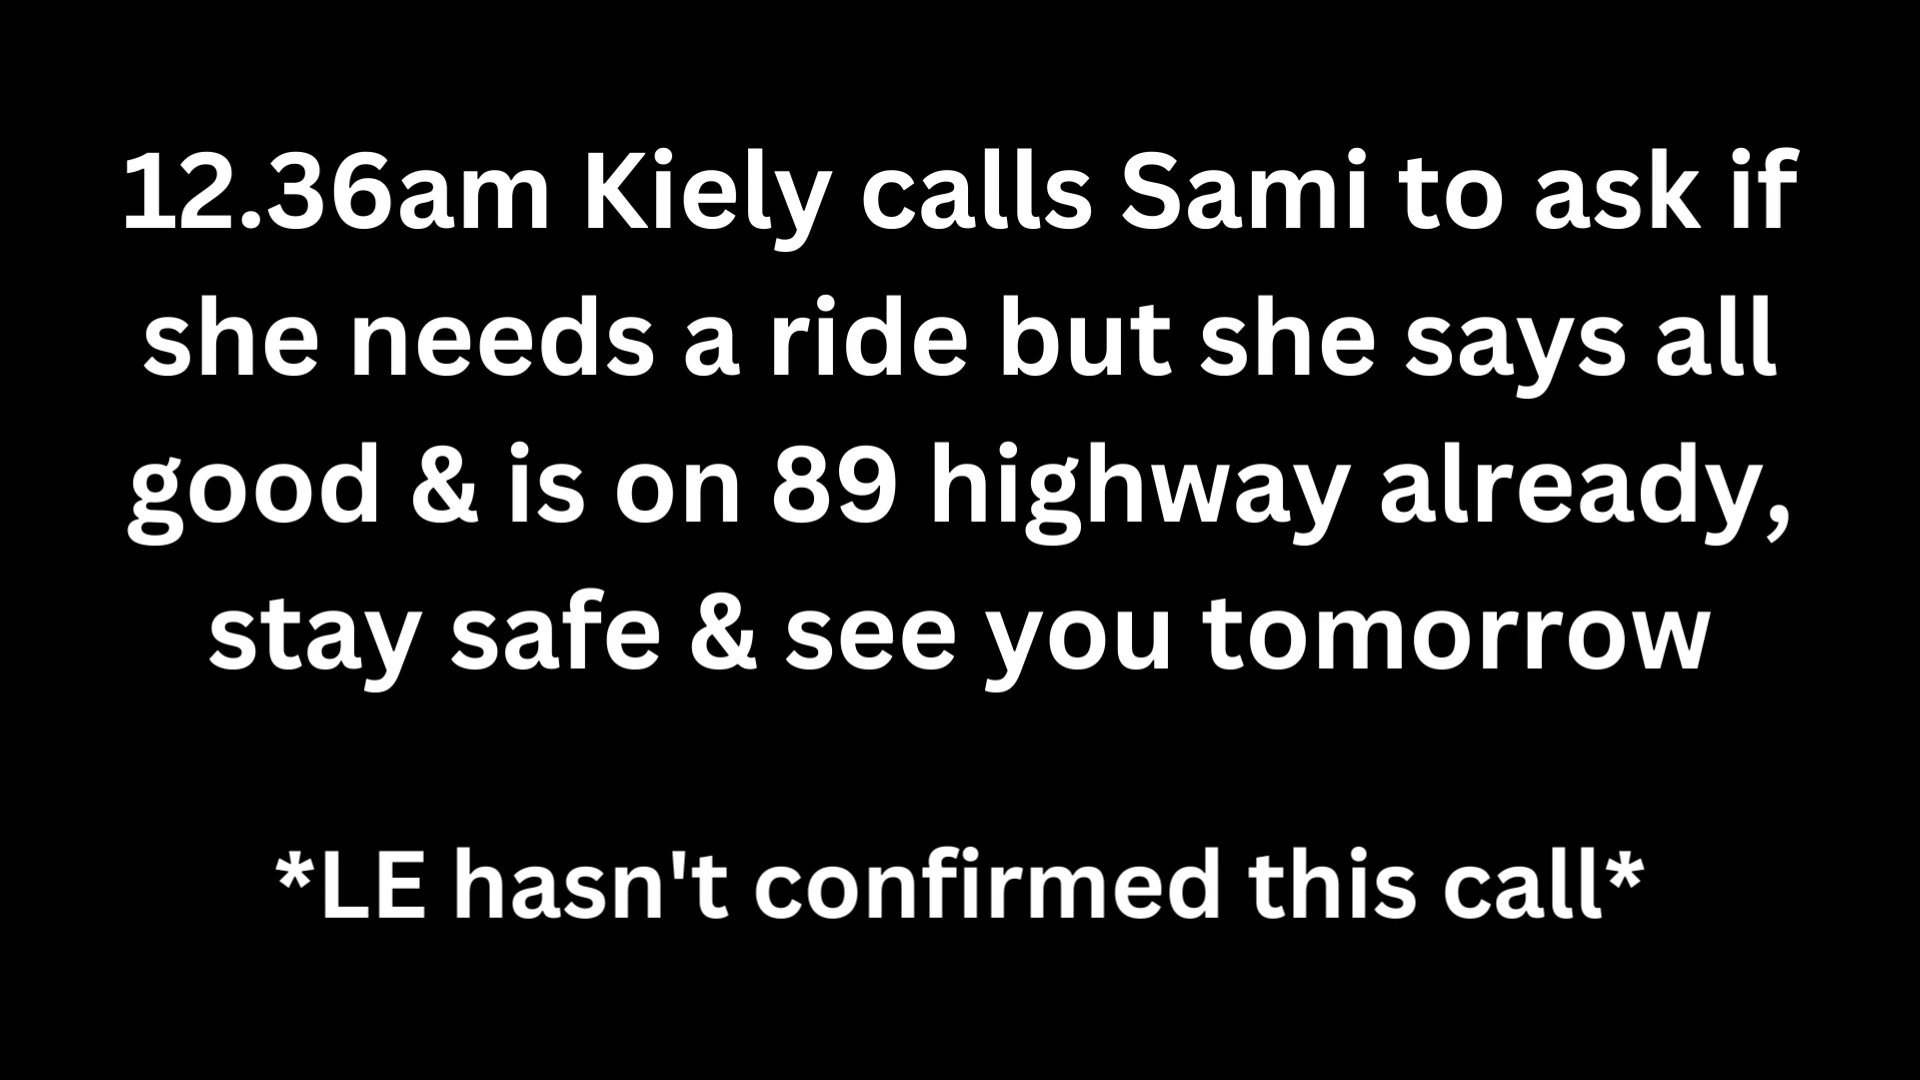 12.36am Kiely calls Sami to ask if
she needs a ride but she says all
good & is on 89 highway already,
stay safe & see you tomorrow
*LE hasn't confirmed this call*